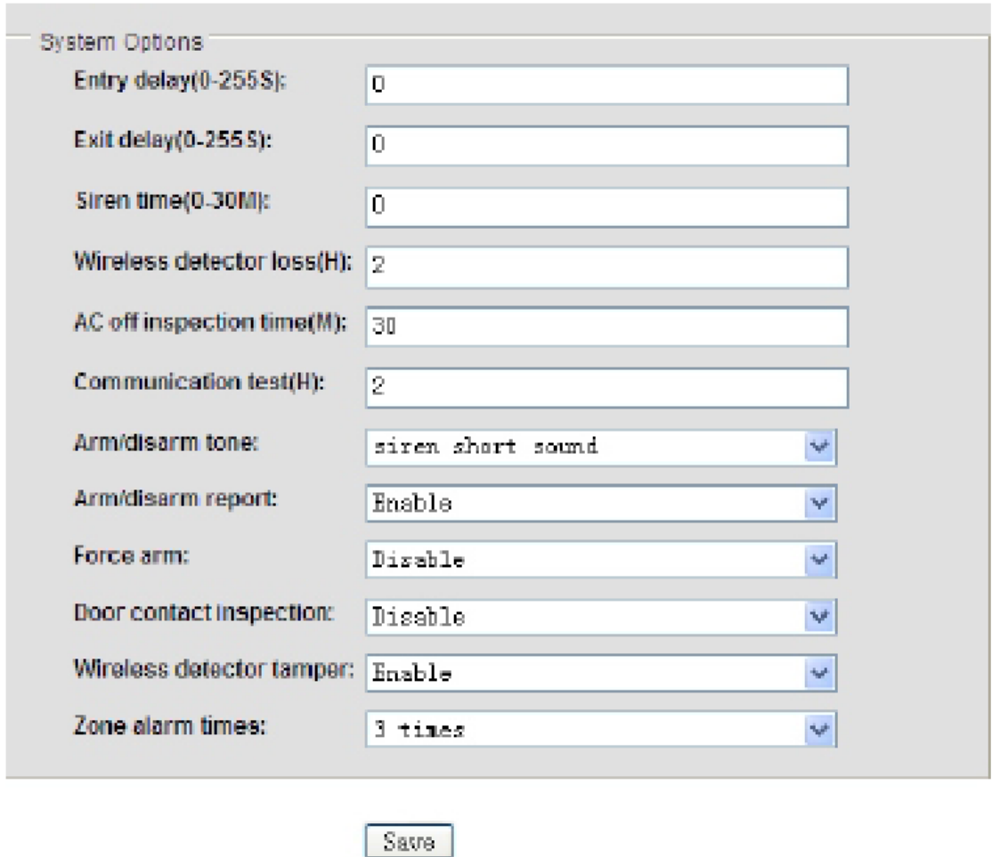 System Options
Entry delay(0-255S): 0
Exit delay(0-255S): 0
Siren time(0-30M): 0
Wireless detector loss(H): 2
AC off inspection time(M): 30
Communication test(H): 2
Arm/disarm tone: siren short sound
Arm/disarm report: Enable
Force arm: Disable
Door contact inspection: Disable
Wireless detector tamper: Enable
Zone alarm times: 3 times
Save